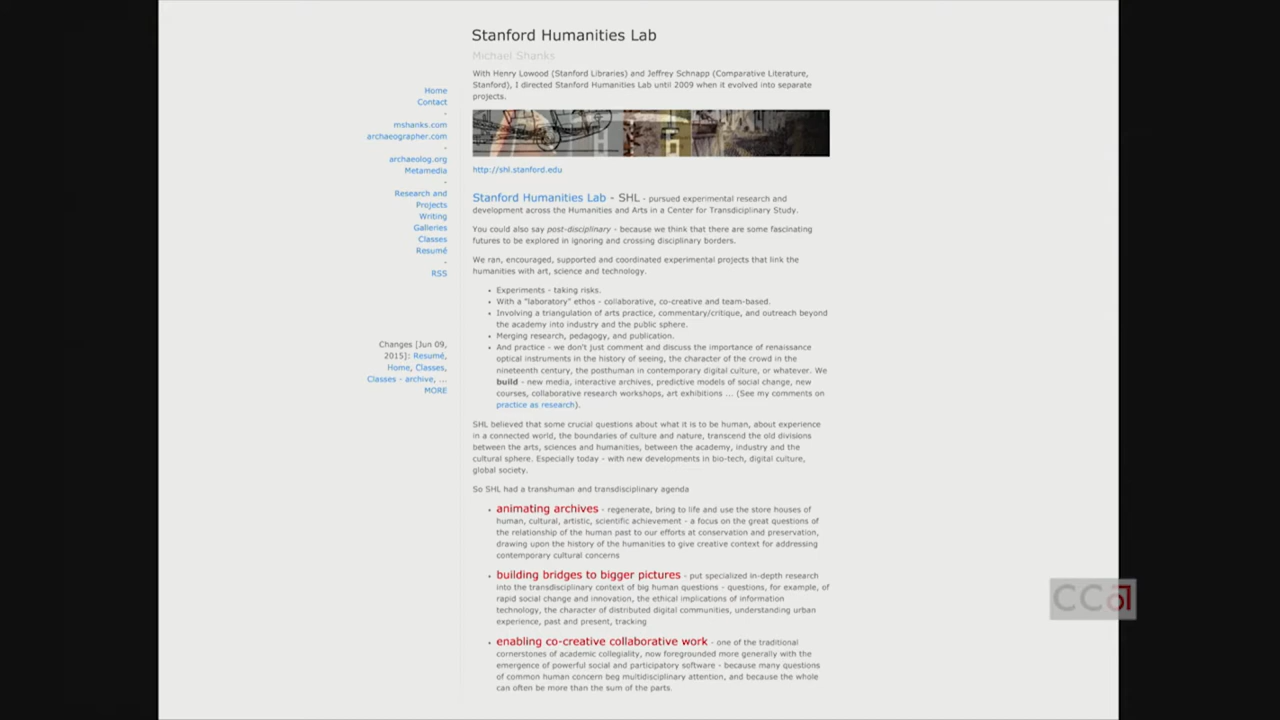 Stanford Humanities Lab
Michael Shanks
With Henry Lowood (Stanford Libraries) and Jeffrey Schnapp (Comparative Literature,
Stanford), I directed Stanford Humanities Lab until 2009 when it evolved into separate
projects.
Home
Contact
-
mshanks.com
archaeographer.com
-
archaeolog.org
Metamedia
-
Research and
Projects
Writing
Galleries
Classes
Resumé
-
RSS
Changes [Jun 09,
2015]: Resumé,
Home, Classes,
Classes - archive, ...
MORE
http://shl.stanford.edu
Stanford Humanities Lab - SHL - pursued experimental research and
development across the Humanities and Arts in a Center for Transdiciplinary Study.
You could also say post-disciplinary - because we think that there are some fascinating
futures to be explored in ignoring and crossing disciplinary borders.
We ran, encouraged, supported and coordinated experimental projects that link the
humanities with art, science and technology.
• Experiments - taking risks.
• With a "laboratory" ethos - collaborative, co-creative and team-based.
• Involving a triangulation of arts practice, commentary/critique, and outreach beyond
the academy into industry and the public sphere.
• Merging research, pedagogy, and publication.
• And practice - we don't just comment and discuss the importance of renaissance
optical instruments in the history of seeing, the character of the crowd in the
nineteenth century, the posthuman in contemporary digital culture, or whatever. We
build - new media, interactive archives, predictive models of social change, new
courses, collaborative research workshops, art exhibitions ... (See my comments on
practice as research).
SHL believed that some crucial questions about what it is to be human, about experience
in a connected world, the boundaries of culture and nature, transcend the old divisions
between the arts, sciences and humanities, between the academy, industry and the
cultural sphere. Especially today - with new developments in bio-tech, digital culture,
global society.
So SHL had a transhuman and transdisciplinary agenda
• animating archives - regenerate, bring to life and use the store houses of
human, cultural, artistic, scientific achievement - a focus on the great questions of
the relationship of the human past to our efforts at conservation and preservation,
drawing upon the history of the humanities to give creative context for addressing
contemporary cultural concerns
• building bridges to bigger pictures - put specialized in-depth research
into the transdisciplinary context of big human questions - questions, for example, of
rapid social change and innovation, the ethical implications of information
technology, the character of distributed digital communities, understanding urban
experience, past and present, tracking
• enabling co-creative collaborative work - one of the traditional
cornerstones of academic collegiality, now foregrounded more generally with the
emergence of powerful social and participatory software - because many questions
of common human concern beg multidisciplinary attention, and because the whole
can often be more than the sum of the parts.
CCA